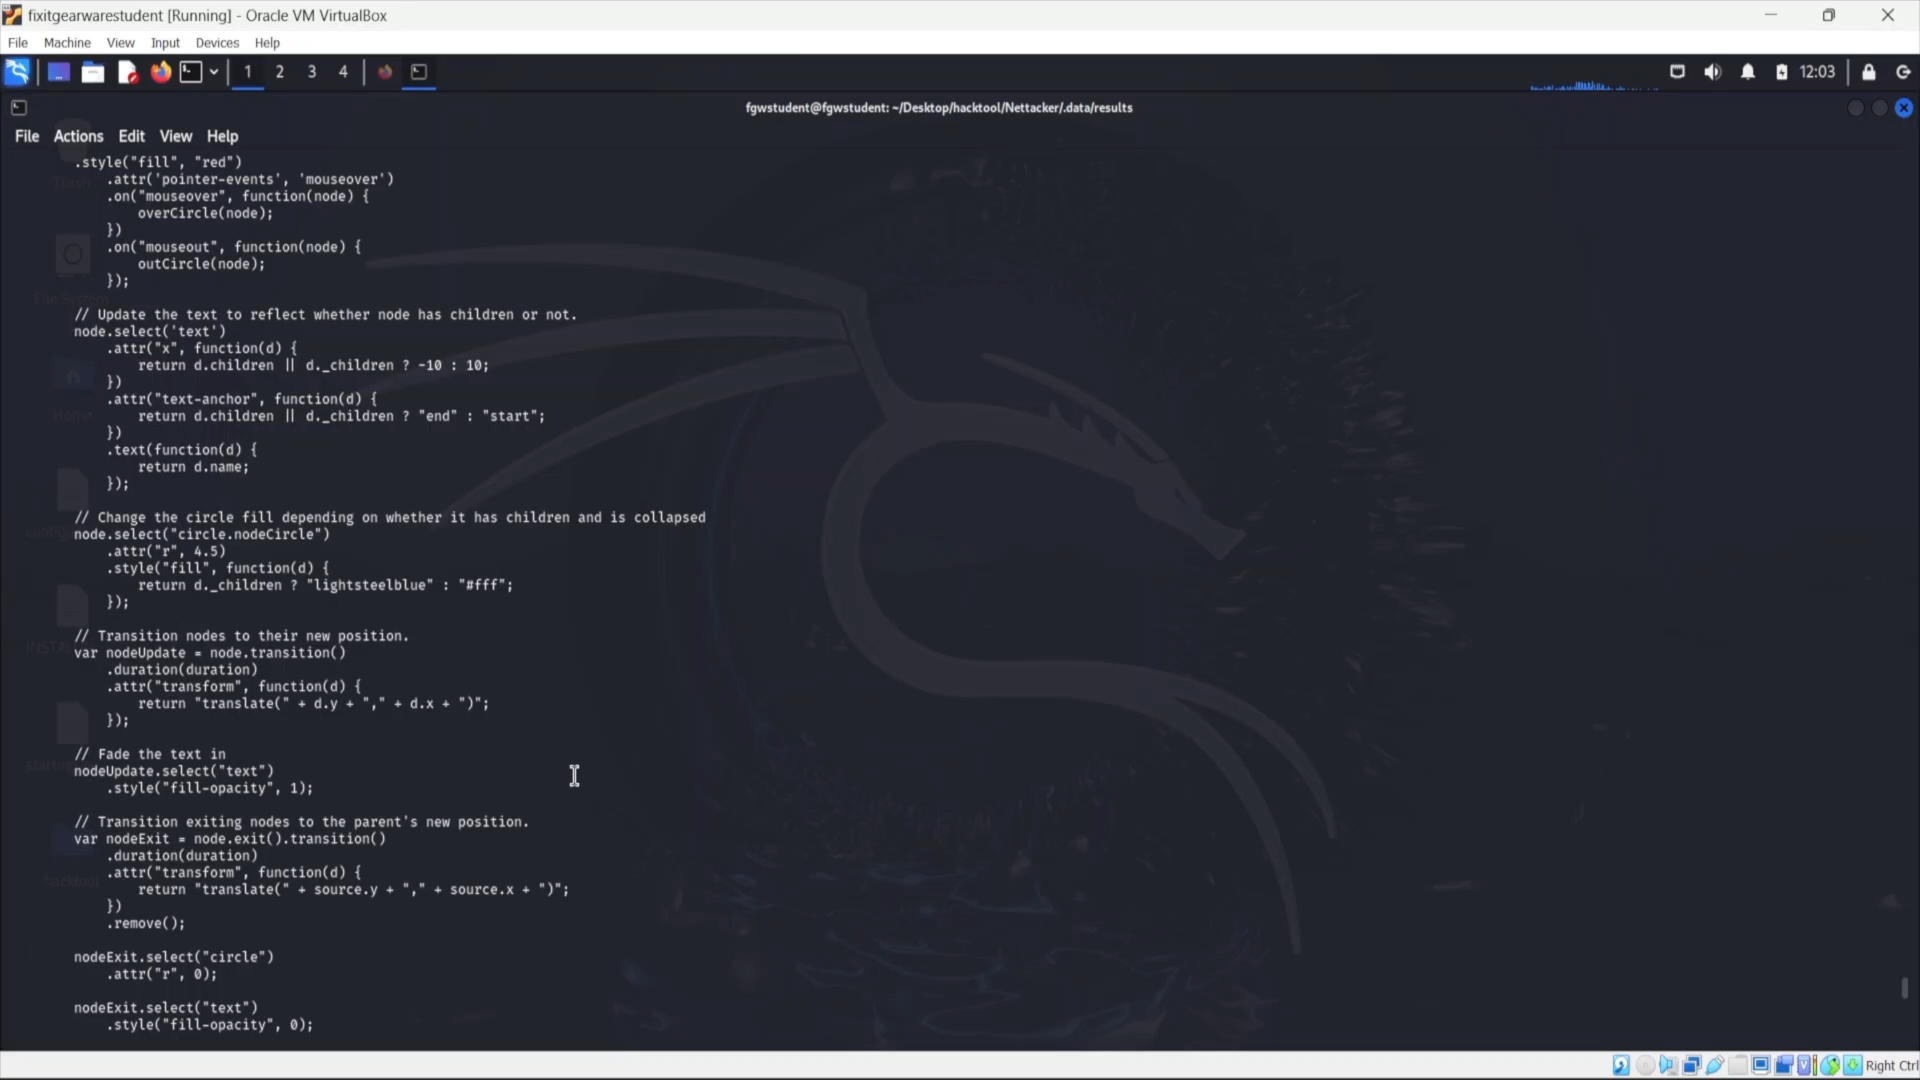 fixitgearwarestudent [Running] - Oracle VM VirtualBox
File Machine View Input Devices Help
1 2 3 4 12:03
fgwstudent@fgwstudent: ~/Desktop/hacktool/Nettacker/.data/results
File Actions Edit View Help
.style("fill", "red")
.attr('pointer-events', 'mouseover')
.on("mouseover", function(node) {
overCircle(node);
})
.on("mouseout", function(node) {
outCircle(node);
});
// Update the text to reflect whether node has children or not.
node.select('text')
.attr("x", function(d) {
return d.children || d._children ? -10 : 10;
})
.attr("text-anchor", function(d) {
return d.children || d._children ? "end" : "start";
})
.text(function(d) {
return d.name;
});
// Change the circle fill depending on whether it has children and is collapsed
node.select("circle.nodeCircle")
.attr("r", 4.5)
.style("fill", function(d) {
return d._children ? "lightsteelblue" : "#fff";
});
// Transition nodes to their new position.
var nodeUpdate = node.transition()
.duration(duration)
.attr("transform", function(d) {
return "translate(" + d.y + "," + d.x + ")";
});
// Fade the text in
nodeUpdate.select("text")
.style("fill-opacity", 1);
// Transition exiting nodes to the parent's new position.
var nodeExit = node.exit().transition()
.duration(duration)
.attr("transform", function(d) {
return "translate(" + source.y + "," + source.x + ")";
})
.remove();
nodeExit.select("circle")
.attr("r", 0);
nodeExit.select("text")
.style("fill-opacity", 0);
Trash
File System
Home
hacktool
Right Ctrl